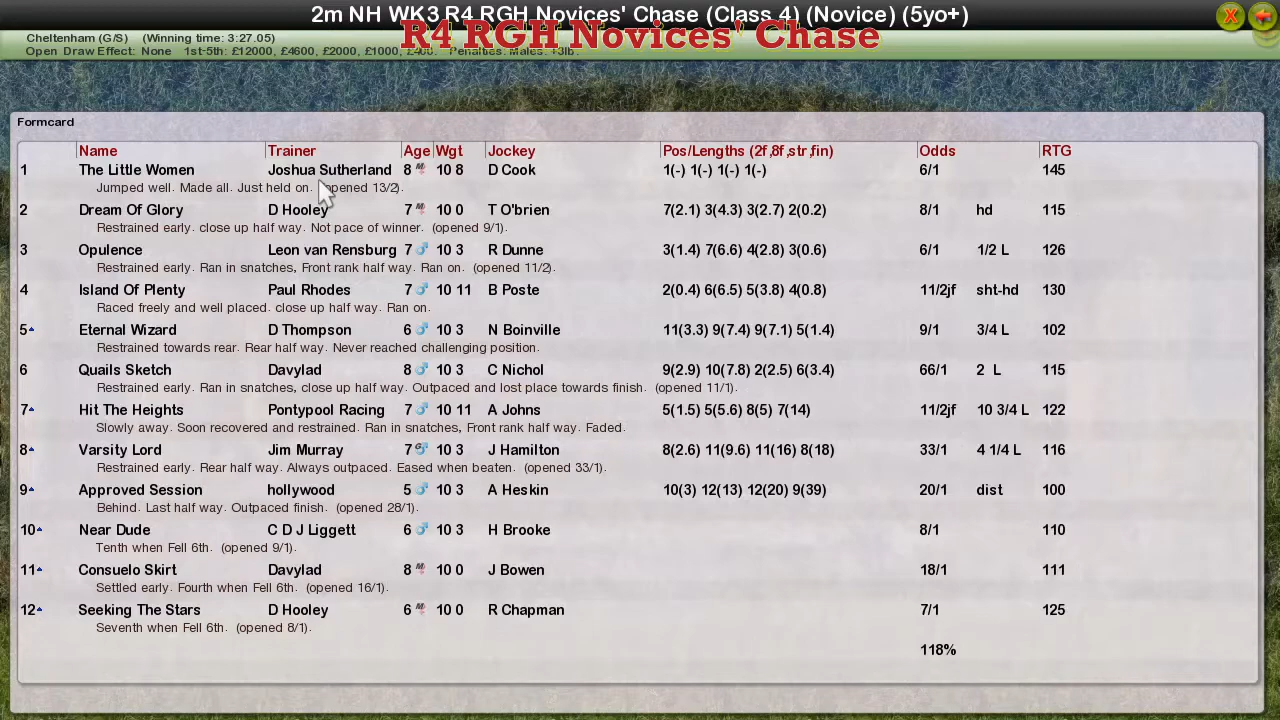 2m NH WK3 R4 RGH Novices' Chase (Class 4) (Novice) (5yo+)
R4 RGH Novices' Chase
Cheltenham (G/S) (Winning time: 3:27.05)
Open Draw Effect: None 1st-5th: £12000, £4600, £2000, £1000, £400. Penalties: Males: +3lb.
Formcard
Name Trainer Age Wgt Jockey Pos/Lengths (2f,8f,str,fin) Odds RTG
1 The Little Women Joshua Sutherland 8 10 8 D Cook 1(-) 1(-) 1(-) 1(-) 6/1 145
Jumped well. Made all. Just held on. (opened 13/2).
2 Dream Of Glory D Hooley 7 10 0 T O'brien 7(2.1) 3(4.3) 3(2.7) 2(0.2) 8/1 hd 115
Restrained early. close up half way. Not pace of winner. (opened 9/1).
3 Opulence Leon van Rensburg 7 10 3 R Dunne 3(1.4) 7(6.6) 4(2.8) 3(0.6) 6/1 1/2 L 126
Restrained early. Ran in snatches, Front rank half way. Ran on. (opened 11/2).
4 Island Of Plenty Paul Rhodes 7 10 11 B Poste 2(0.4) 6(6.5) 5(3.8) 4(0.8) 11/2jf sht-hd 130
Raced freely and well placed. close up half way. Ran on.
5 Eternal Wizard D Thompson 6 10 3 N Boinville 11(3.3) 9(7.4) 9(7.1) 5(1.4) 9/1 3/4 L 102
Restrained towards rear. Rear half way. Never reached challenging position.
6 Quails Sketch Davylad 8 10 3 C Nichol 9(2.9) 10(7.8) 2(2.5) 6(3.4) 66/1 2 L 115
Restrained early. Ran in snatches, close up half way. Outpaced and lost place towards finish. (opened 11/1).
7 Hit The Heights Pontypool Racing 7 10 11 A Johns 5(1.5) 5(5.6) 8(5) 7(14) 11/2jf 10 3/4 L 122
Slowly away. Soon recovered and restrained. Ran in snatches, Front rank half way. Faded.
8 Varsity Lord Jim Murray 7 10 3 J Hamilton 8(2.6) 11(9.6) 11(16) 8(18) 33/1 4 1/4 L 116
Restrained early. Rear half way. Always outpaced. Eased when beaten. (opened 33/1).
9 Approved Session hollywood 5 10 3 A Heskin 10(3) 12(13) 12(20) 9(39) 20/1 dist 100
Behind. Last half way. Outpaced finish. (opened 28/1).
10 Near Dude C D J Liggett 6 10 3 H Brooke 8/1 110
Tenth when Fell 6th. (opened 9/1).
11 Consuelo Skirt Davylad 8 10 0 J Bowen 18/1 111
Settled early. Fourth when Fell 6th. (opened 16/1).
12 Seeking The Stars D Hooley 6 10 0 R Chapman 7/1 125
Seventh when Fell 6th. (opened 8/1).
118%